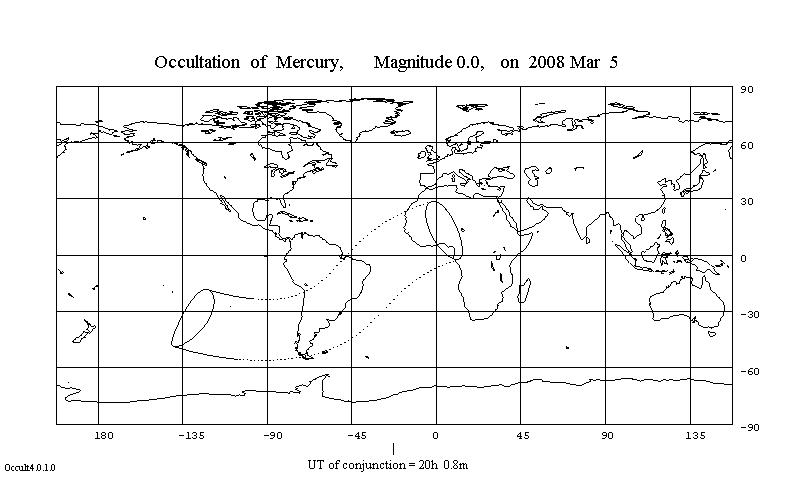 Occultation of Mercury, Magnitude 0.0, on 2008 Mar 5
90
60
30
0
-30
-60
-90
180 -135 -90 -45 0 45 90 135
UT of conjunction = 20h 0.8m
Occult4.0.1.0